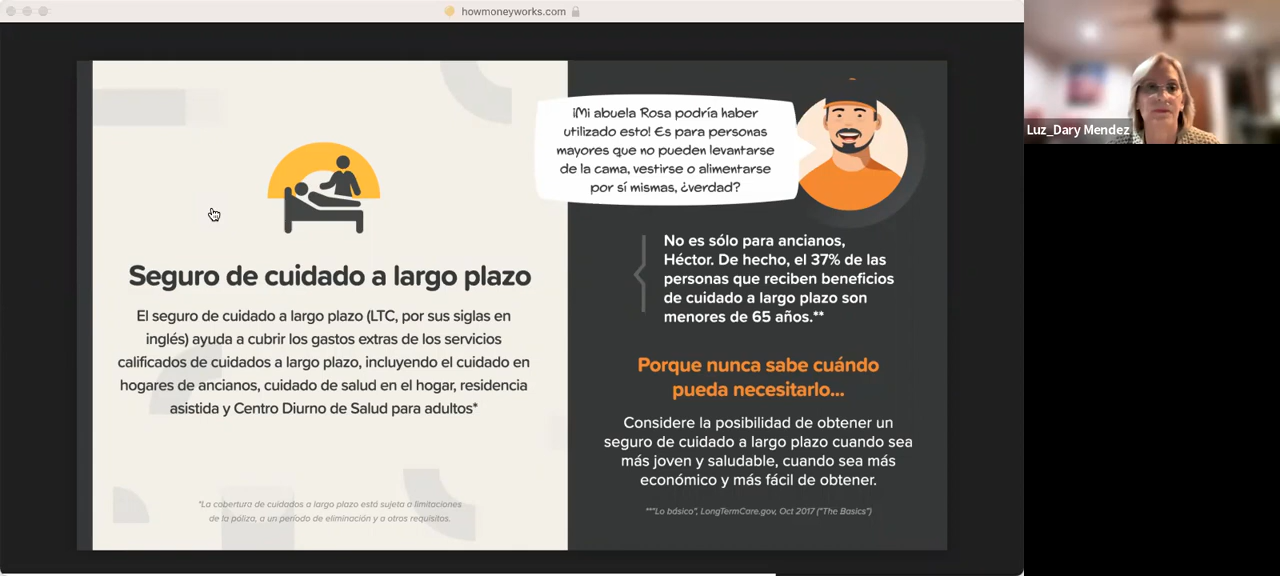 howmoneyworks.com
Luz_Dary Mendez
Seguro de cuidado a largo plazo
El seguro de cuidado a largo plazo (LTC, por sus siglas en
inglés) ayuda a cubrir los gastos extras de los servicios
calificados de cuidados a largo plazo, incluyendo el cuidado en
hogares de ancianos, cuidado de salud en el hogar, residencia
asistida y Centro Diurno de Salud para adultos*
*La cobertura de cuidados a largo plazo está sujeta a limitaciones
de la póliza, a un período de eliminación y a otros requisitos.
¡Mi abuela Rosa podría haber
utilizado esto! Es para personas
mayores que no pueden levantarse
de la cama, vestirse o alimentarse
por sí mismas, ¿verdad?
No es sólo para ancianos,
Héctor. De hecho, el 37% de las
personas que reciben beneficios
de cuidado a largo plazo son
menores de 65 años.**
Porque nunca sabe cuándo
pueda necesitarlo...
Considere la posibilidad de obtener un
seguro de cuidado a largo plazo cuando sea
más joven y saludable, cuando sea más
económico y más fácil de obtener.
**"Lo básico", LongTermCare.gov, Oct 2017 ("The Basics")